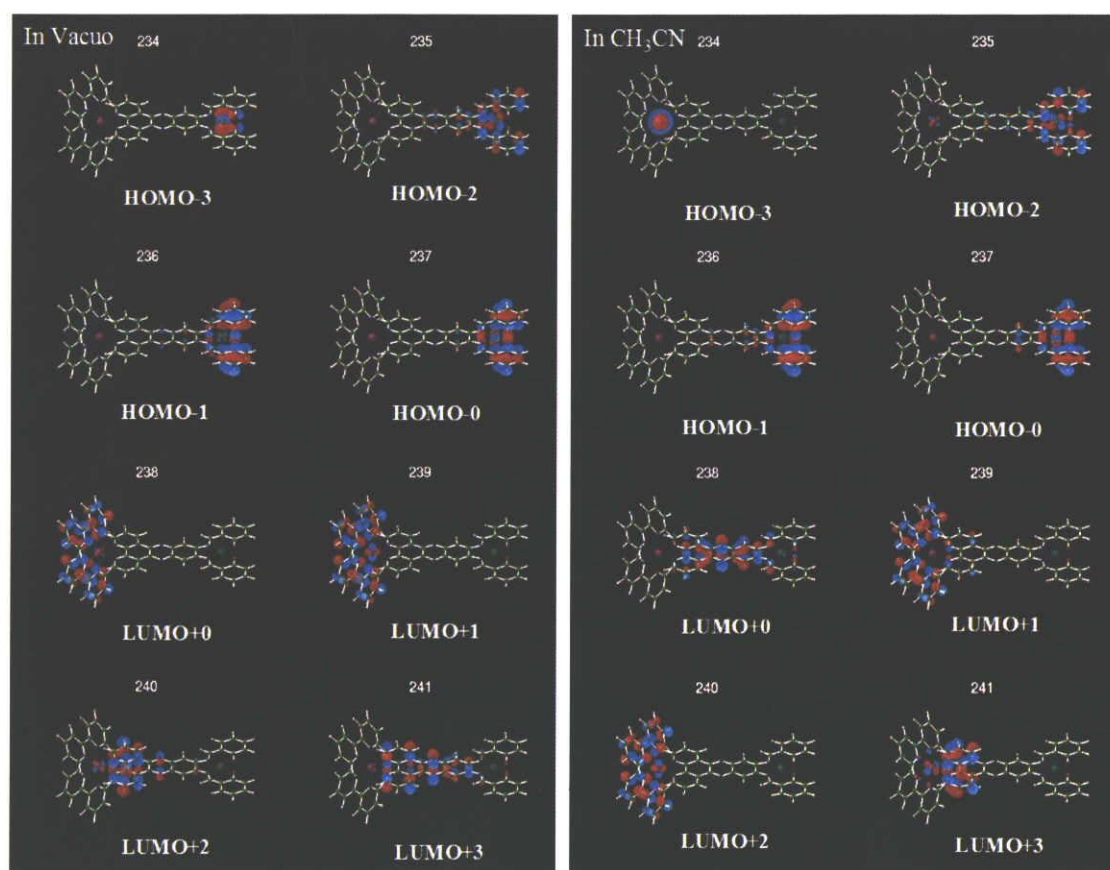 In Vacuo
234 235
HOMO-3 HOMO-2
236 237
HOMO-1 HOMO-0
238 239
LUMO+0 LUMO+1
240 241
LUMO+2 LUMO+3
In CH₃CN
234 235
HOMO-3 HOMO-2
236 237
HOMO-1 HOMO-0
238 239
LUMO+0 LUMO+1
240 241
LUMO+2 LUMO+3